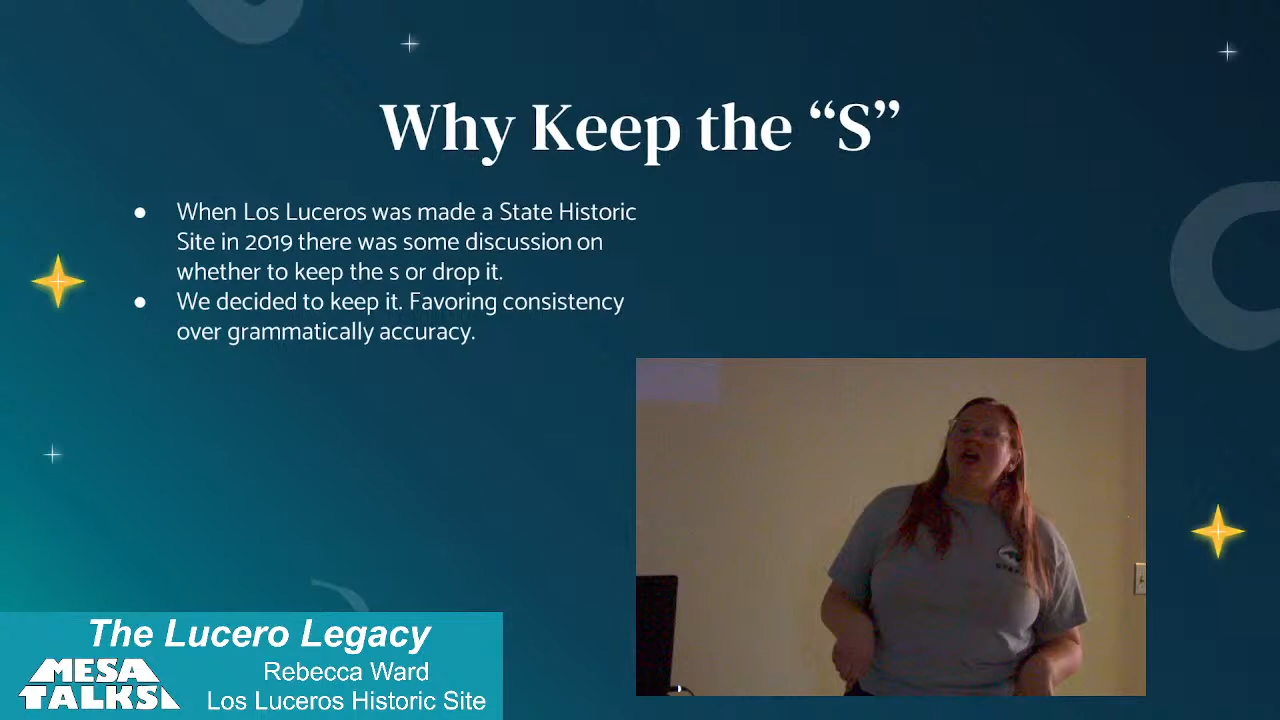 Why Keep the “S”
● When Los Luceros was made a State Historic
Site in 2019 there was some discussion on
whether to keep the s or drop it.
● We decided to keep it. Favoring consistency
over grammatically accuracy.
The Lucero Legacy
MESA
TALKS
Rebecca Ward
Los Luceros Historic Site